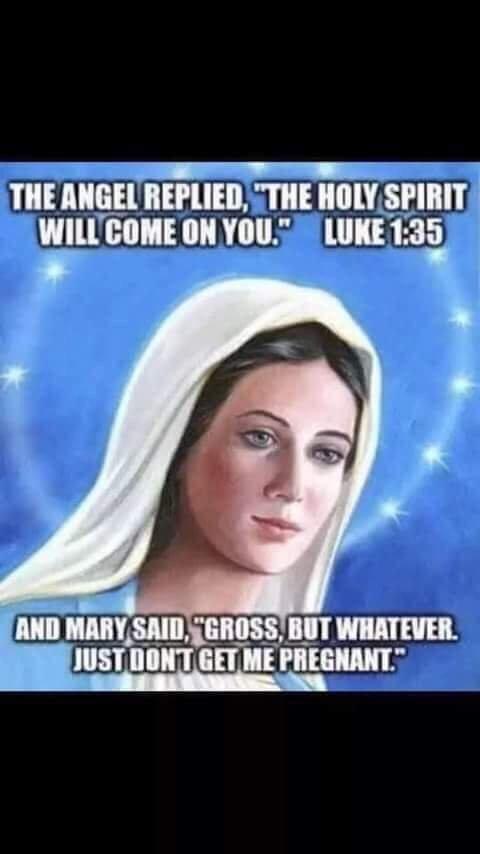 THE ANGEL REPLIED, "THE HOLY SPIRIT
WILL COME ON YOU." LUKE 1:35
AND MARY SAID, "GROSS, BUT WHATEVER.
JUST DON'T GET ME PREGNANT."